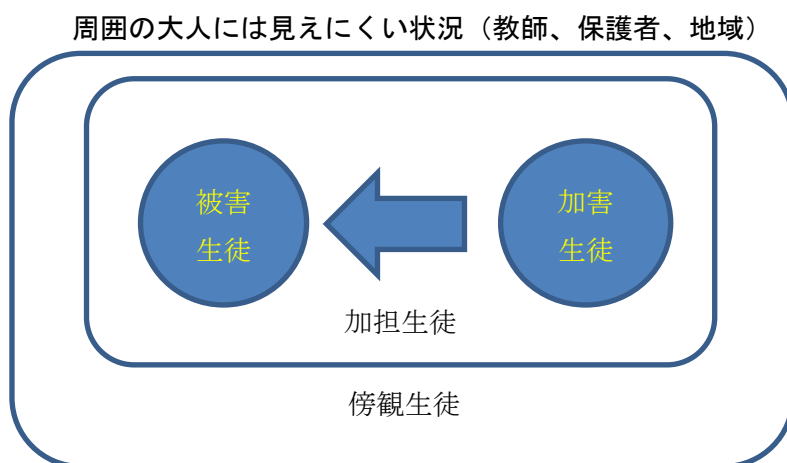 周囲の大人には見えにくい状況（教師、保護者、地域）
被害
生徒
加害
生徒
加担生徒
傍観生徒